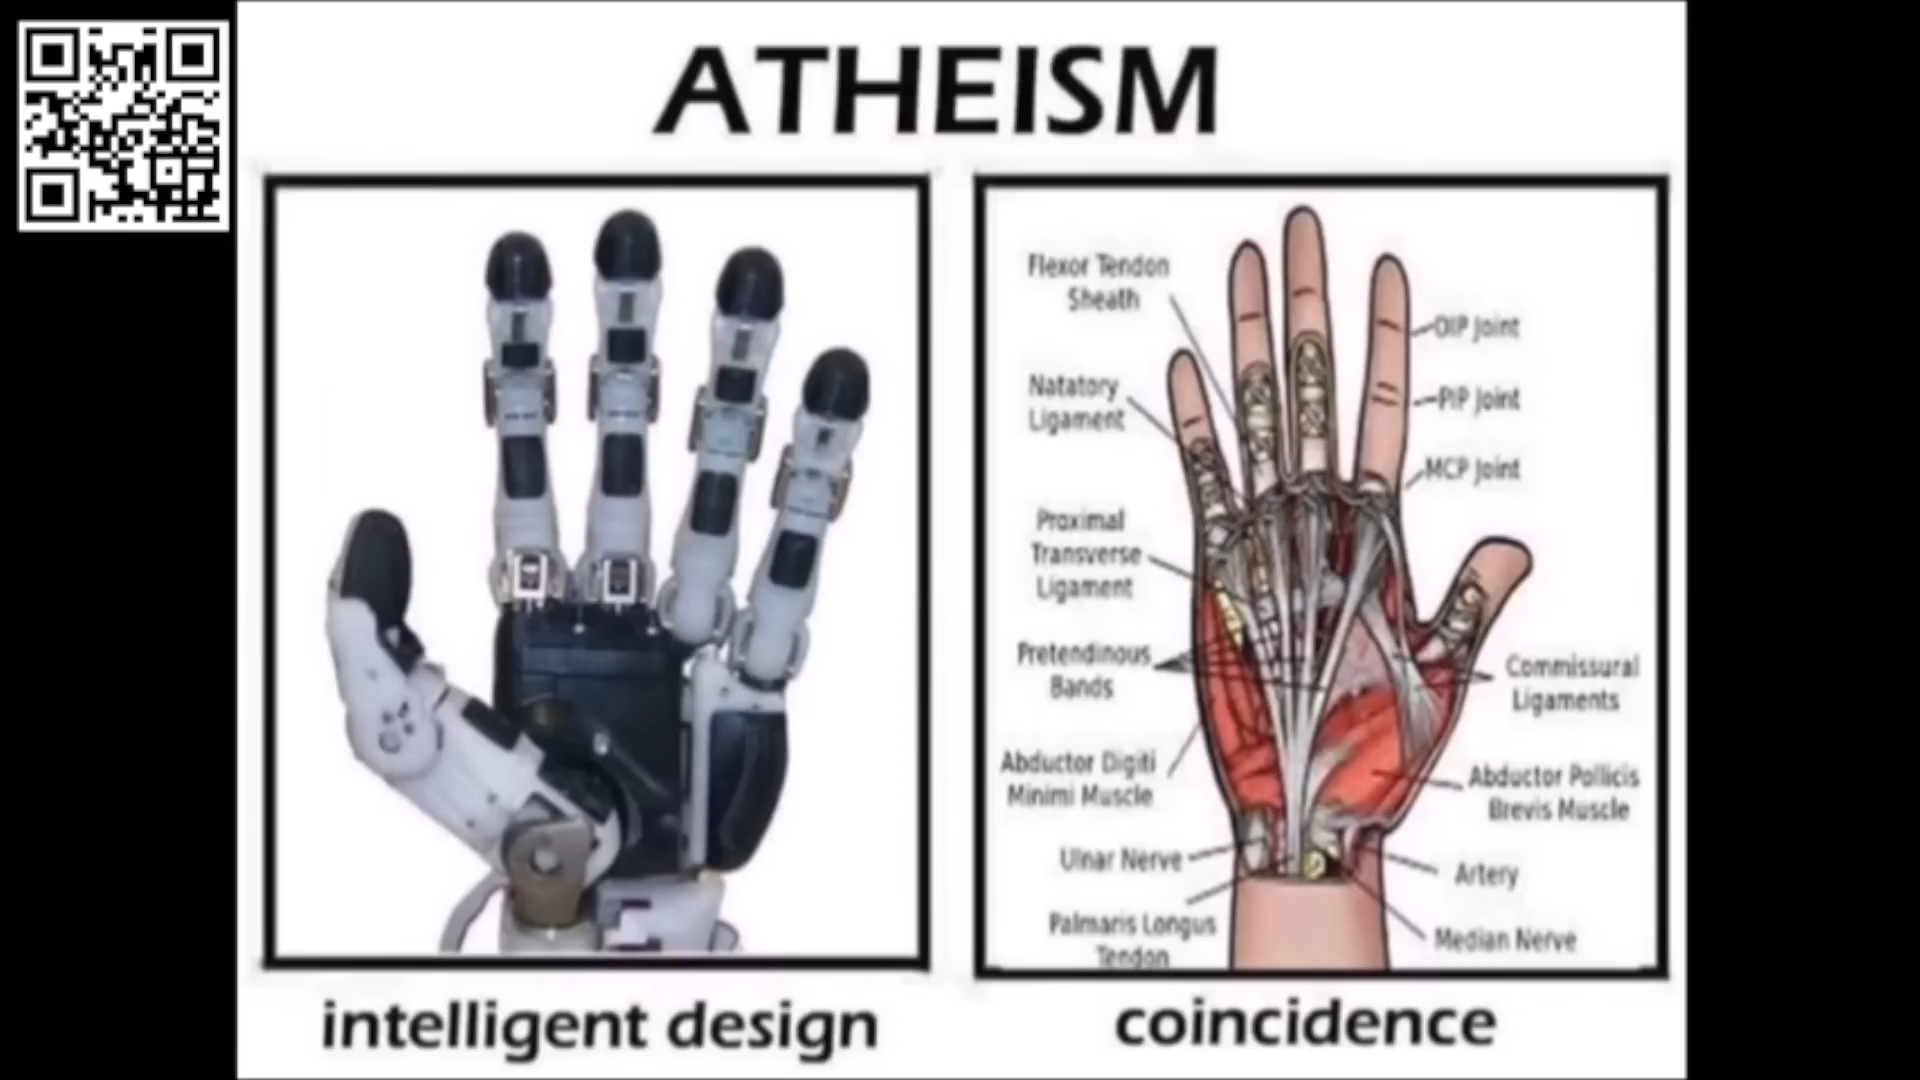 ATHEISM
Flexor Tendon
Sheath
Natatory
Ligament
Proximal
Transverse
Ligament
Pretendinous
Bands
Abductor Digiti
Minimi Muscle
Ulnar Nerve
Palmaris Longus
Tendon
OIP Joint
PIP Joint
MCP Joint
Commissural
Ligaments
Abductor Pollicis
Brevis Muscle
Artery
Median Nerve
intelligent design
coincidence